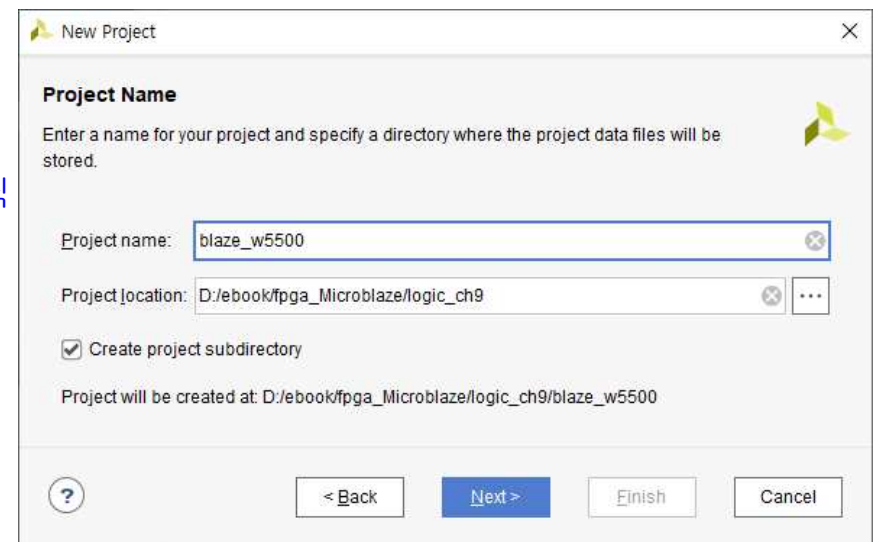 New Project
Project Name
Enter a name for your project and specify a directory where the project data files will be
stored.
Project name: blaze_w5500
Project location: D:/ebook/fpga_Microblaze/logic_ch9 ...
Create project subdirectory
Project will be created at: D:/ebook/fpga_Microblaze/logic_ch9/blaze_w5500
? < Back Next > Finish Cancel